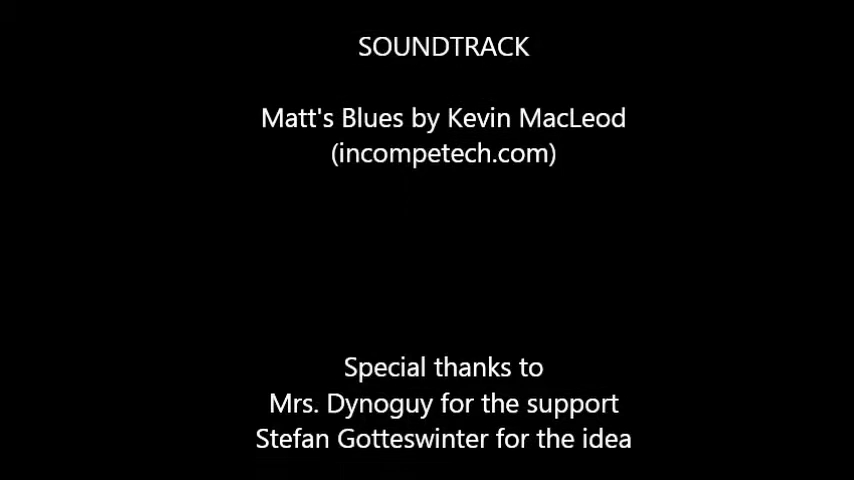 SOUNDTRACK
Matt's Blues by Kevin MacLeod
(incompetech.com)
Special thanks to
Mrs. Dynoguy for the support
Stefan Gotteswinter for the idea